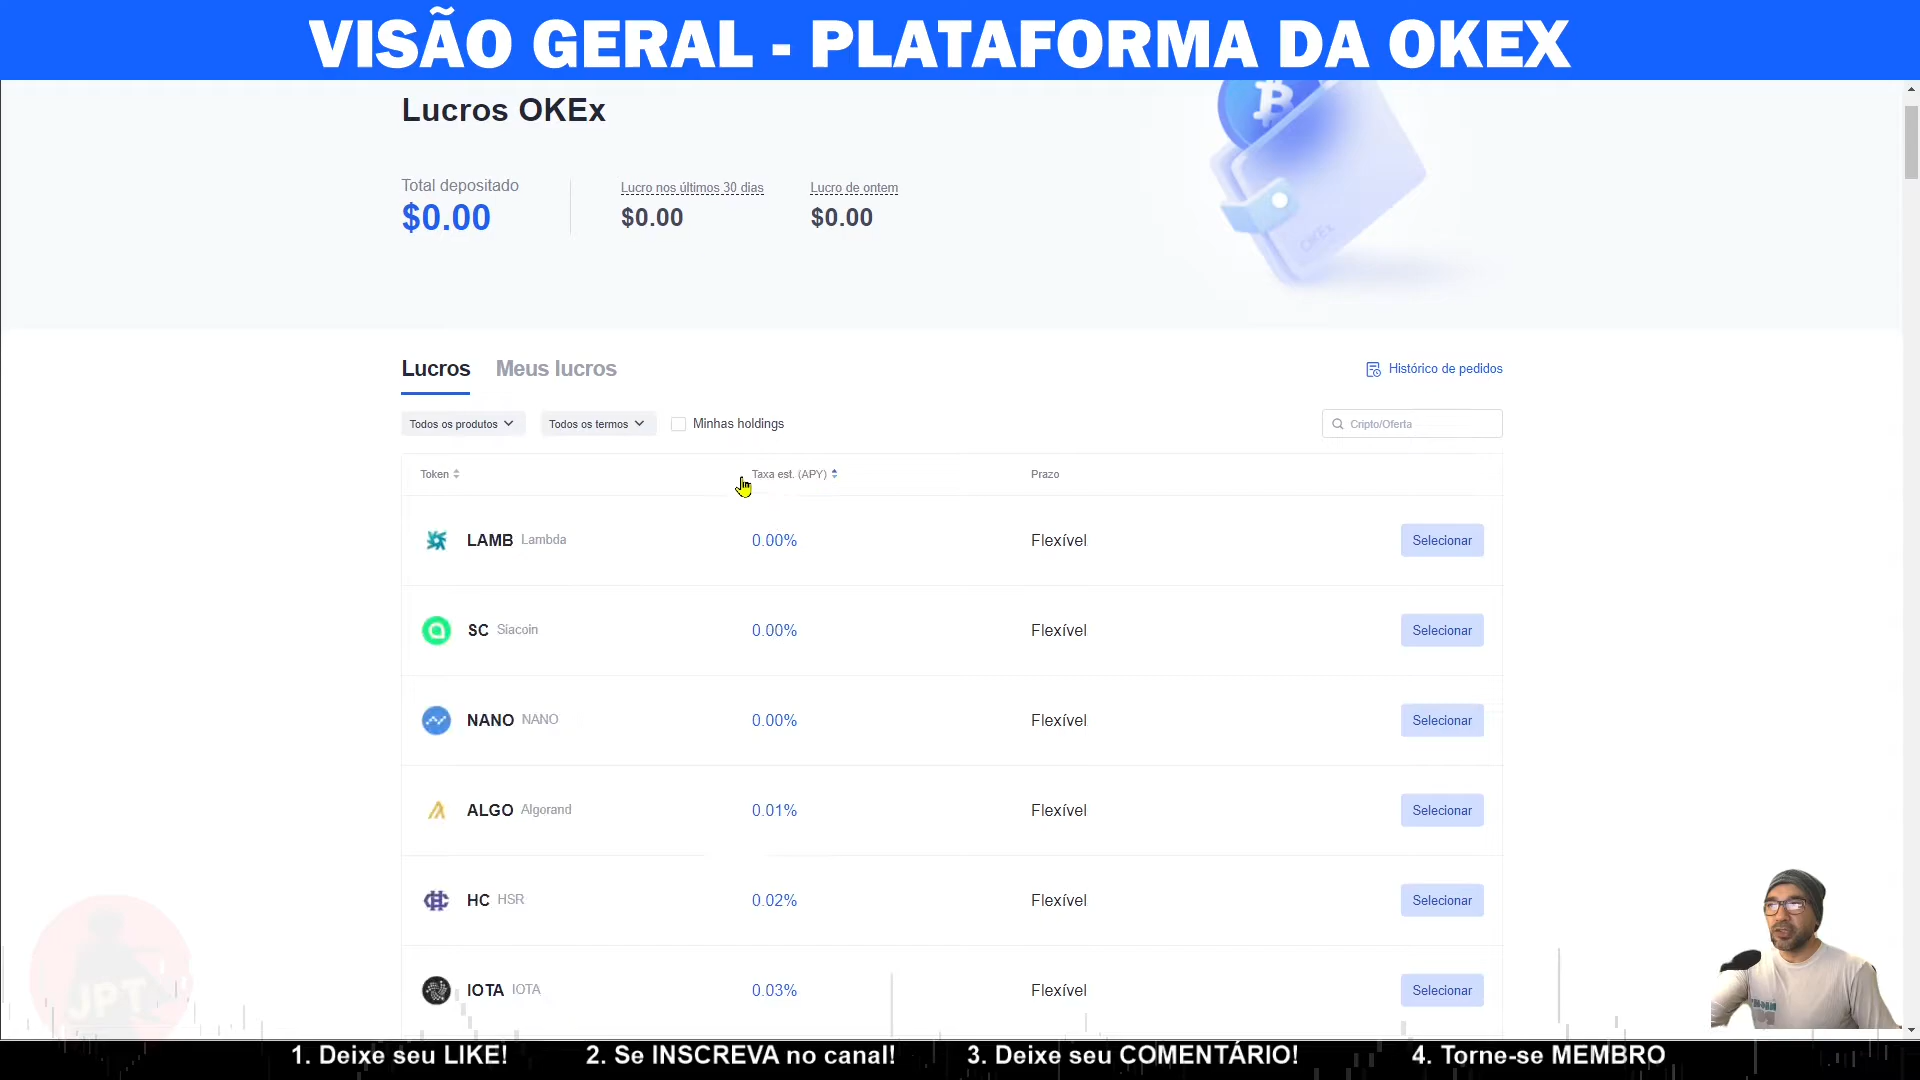 VISÃO GERAL - PLATAFORMA DA OKEX
Lucros OKEx
Total depositado
$0.00
Lucro nos últimos 30 dias
$0.00
Lucro de ontem
$0.00
OKEx
Lucros
Meus lucros
Histórico de pedidos
Todos os produtos
Todos os termos
Minhas holdings
Cripto/Oferta
Token
Taxa est. (APY)
Prazo
LAMB Lambda
0.00%
Flexível
Selecionar
SC Siacoin
0.00%
Flexível
Selecionar
NANO NANO
0.00%
Flexível
Selecionar
ALGO Algorand
0.01%
Flexível
Selecionar
HC HSR
0.02%
Flexível
Selecionar
IOTA IOTA
0.03%
Flexível
Selecionar
JPT
1. Deixe seu LIKE!
2. Se INSCREVA no canal!
3. Deixe seu COMENTÁRIO!
4. Torne-se MEMBRO